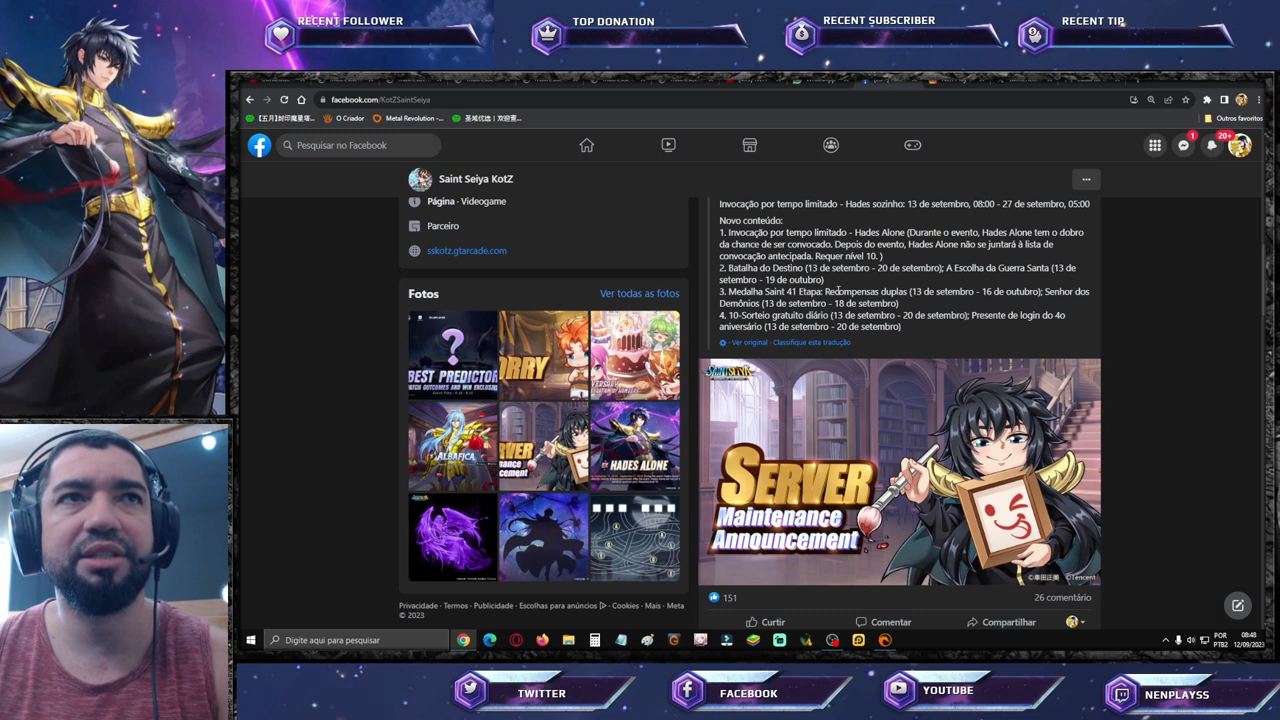 RECENT FOLLOWER
TOP DONATION
RECENT SUBSCRIBER
RECENT TIP
facebook.com/KotZSaintSeiya
O Criador
Metal Revolution -...
Outros favoritos
Pesquisar no Facebook
1
20+
Saint Seiya KotZ
Página · Videogame
Parceiro
sskotz.gtarcade.com
Fotos
Ver todas as fotos
BEST PREDICTOR
ALBAFICA
HADES ALONE
Privacidade · Termos · Publicidade · Escolhas para anúncios · Cookies · Mais · Meta
© 2023
Invocação por tempo limitado - Hades sozinho: 13 de setembro, 08:00 - 27 de setembro, 05:00
Novo conteúdo:
1. Invocação por tempo limitado - Hades Alone (Durante o evento, Hades Alone tem o dobro
da chance de ser convocado. Depois do evento, Hades Alone não se juntará à lista de
convocação antecipada. Requer nível 10. )
2. Batalha do Destino (13 de setembro - 20 de setembro); A Escolha da Guerra Santa (13 de
setembro - 19 de outubro)
3. Medalha Saint 41 Etapa: Recompensas duplas (13 de setembro - 16 de outubro); Senhor dos
Demônios (13 de setembro - 18 de setembro)
4. 10-Sorteio gratuito diário (13 de setembro - 20 de setembro); Presente de login do 4o
aniversário (13 de setembro - 20 de setembro)
· Ver original · Classifique esta tradução
SAINT SEIYA
SERVER
Maintenance
Announcement
©車田正美 ©Tencent
151
26 comentário
Curtir
Comentar
Compartilhar
Digite aqui para pesquisar
POR
PTB2
08:48
12/09/2023
TWITTER
FACEBOOK
YOUTUBE
NENPLAYSS